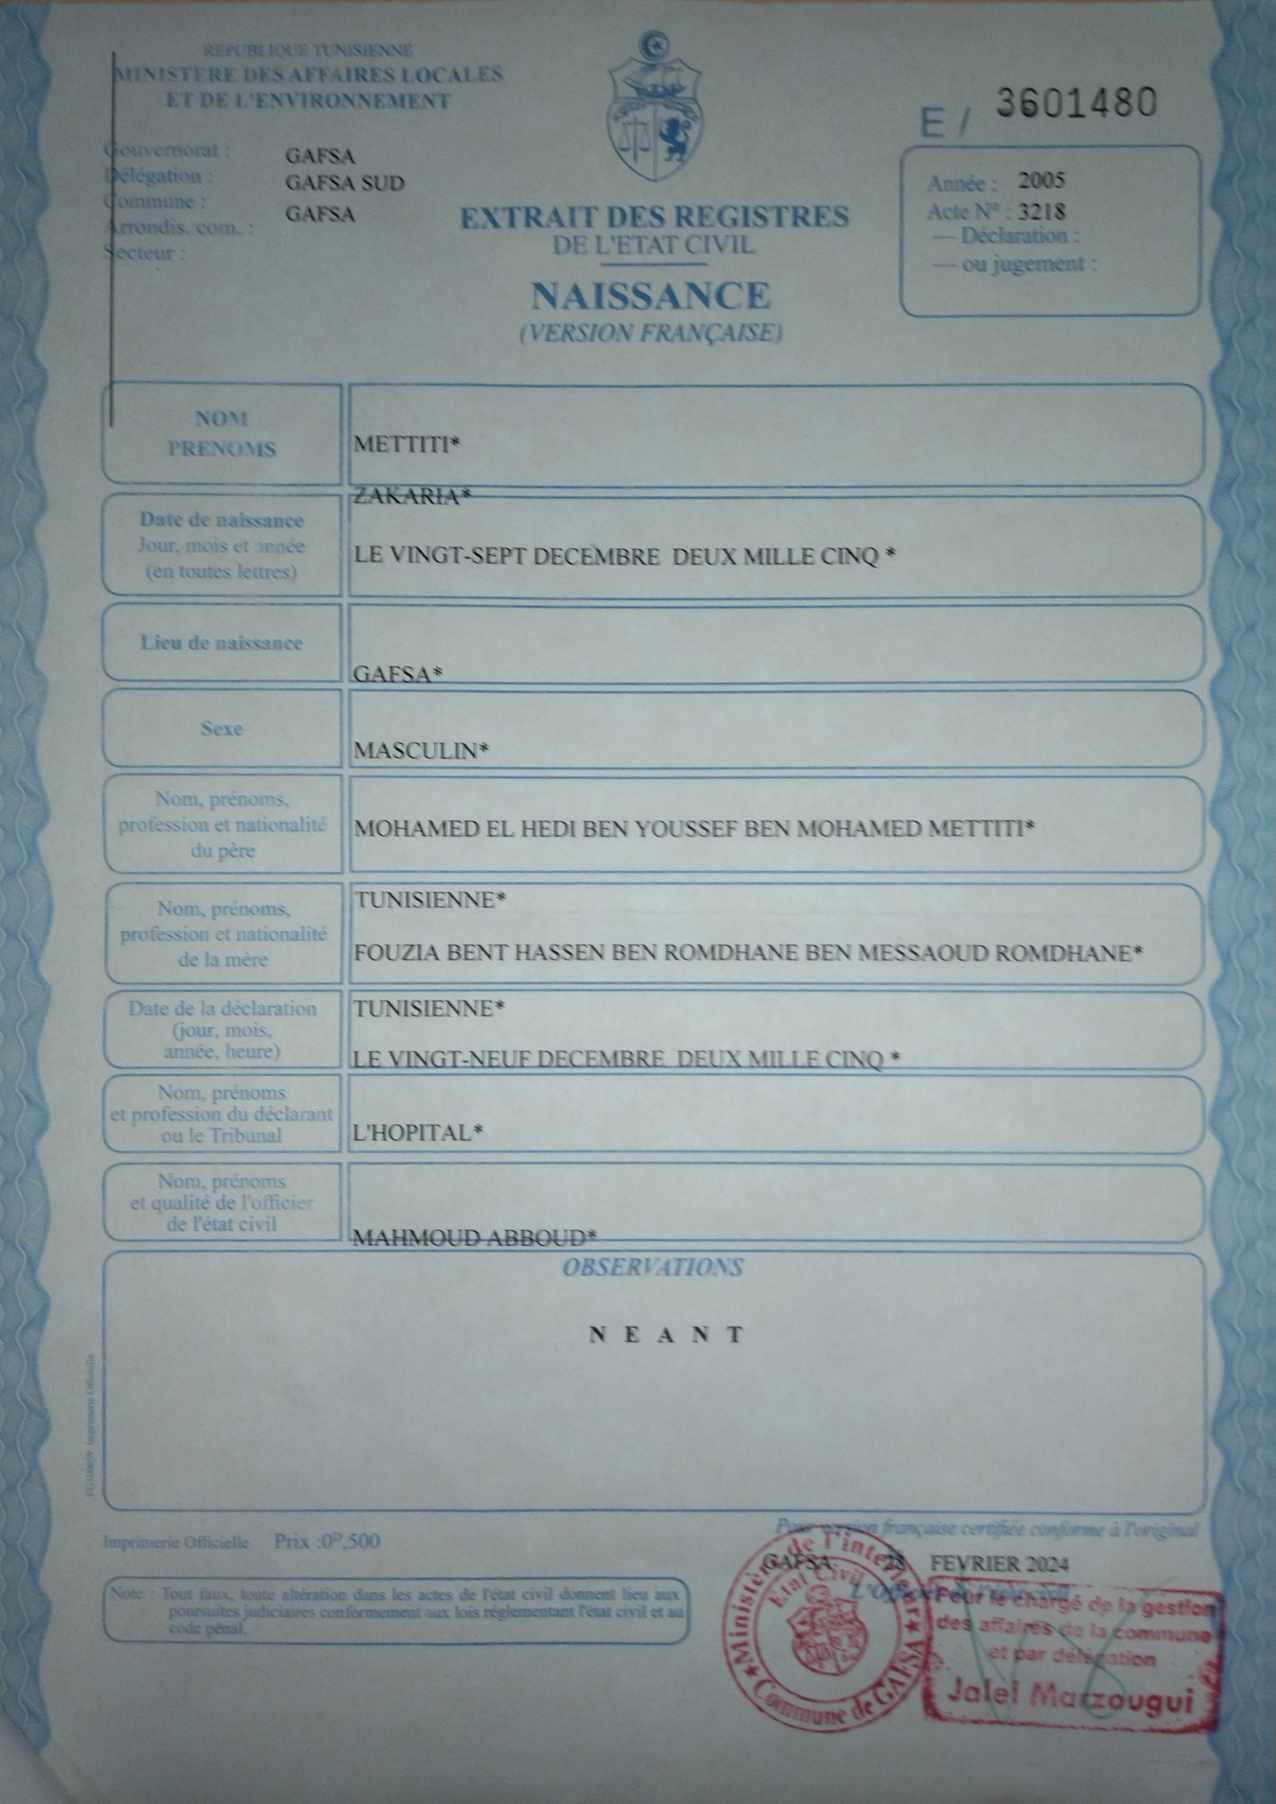 REPUBLIQUE TUNISIENNE
MINISTERE DES AFFAIRES LOCALES
ET DE L'ENVIRONNEMENT
E / 3601480
Gouvernorat : GAFSA
Délégation : GAFSA SUD
Commune : GAFSA
Arrondis. com. :
Secteur :
EXTRAIT DES REGISTRES
DE L'ETAT CIVIL
NAISSANCE
(VERSION FRANÇAISE)
Année : 2005
Acte N° : 3218
— Déclaration :
— ou jugement :
NOM
PRENOMS
METTITI*
ZAKARIA*
Date de naissance
Jour, mois et année
(en toutes lettres)
LE VINGT-SEPT DECEMBRE DEUX MILLE CINQ *
Lieu de naissance
GAFSA*
Sexe
MASCULIN*
Nom, prénoms,
profession et nationalité
du père
MOHAMED EL HEDI BEN YOUSSEF BEN MOHAMED METTITI*
TUNISIENNE*
Nom, prénoms,
profession et nationalité
de la mère
FOUZIA BENT HASSEN BEN ROMDHANE BEN MESSAOUD ROMDHANE*
TUNISIENNE*
Date de la déclaration
(jour, mois,
année, heure)
LE VINGT-NEUF DECEMBRE DEUX MILLE CINQ *
Nom, prénoms
et profession du déclarant
ou le Tribunal
L'HOPITAL*
Nom, prénoms
et qualité de l'officier
de l'état civil
MAHMOUD ABBOUD*
OBSERVATIONS
N E A N T
Imprimerie Officielle
Imprimerie Officielle Prix :0D,500
Note : Tout faux, toute altération dans les actes de l'état civil donnent lieu aux
poursuites judiciaires conformement aux lois réglementant l'état civil et au
code pénal.
Pour version française certifiée conforme à l'original
GAFSA 28 FEVRIER 2024
Ministère de l'interieur
Etat Civil
Commune de GAFSA
Pour le chargé de la gestion
des affaires de la commune
et par délégation
Jalel Marzougui